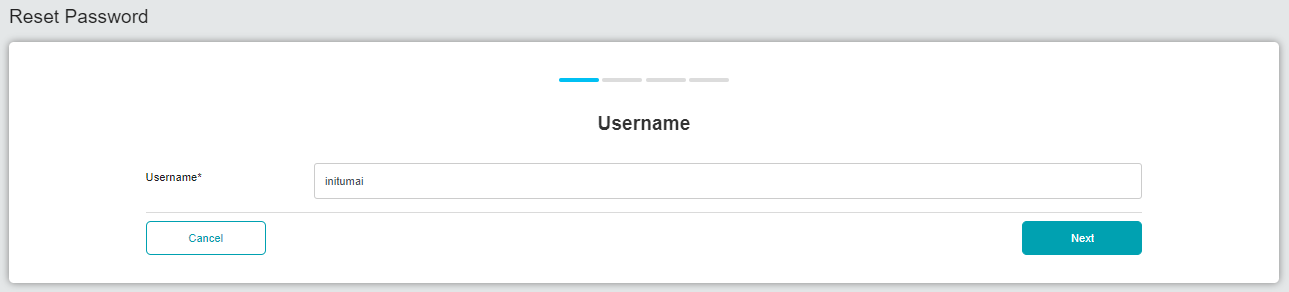 Reset Password
Username
Username*
initumai
Cancel
Next